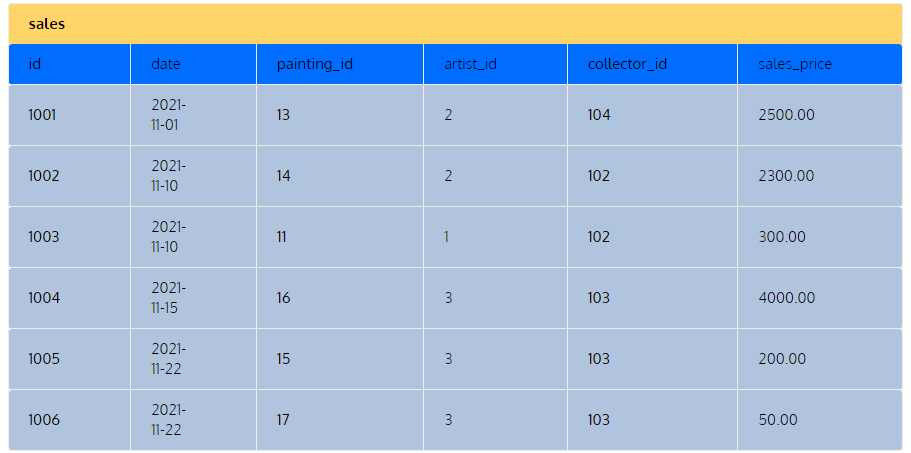 sales
id date painting_id artist_id collector_id sales_price
1001 2021-11-01 13 2 104 2500.00
1002 2021-11-10 14 2 102 2300.00
1003 2021-11-10 11 1 102 300.00
1004 2021-11-15 16 3 103 4000.00
1005 2021-11-22 15 3 103 200.00
1006 2021-11-22 17 3 103 50.00